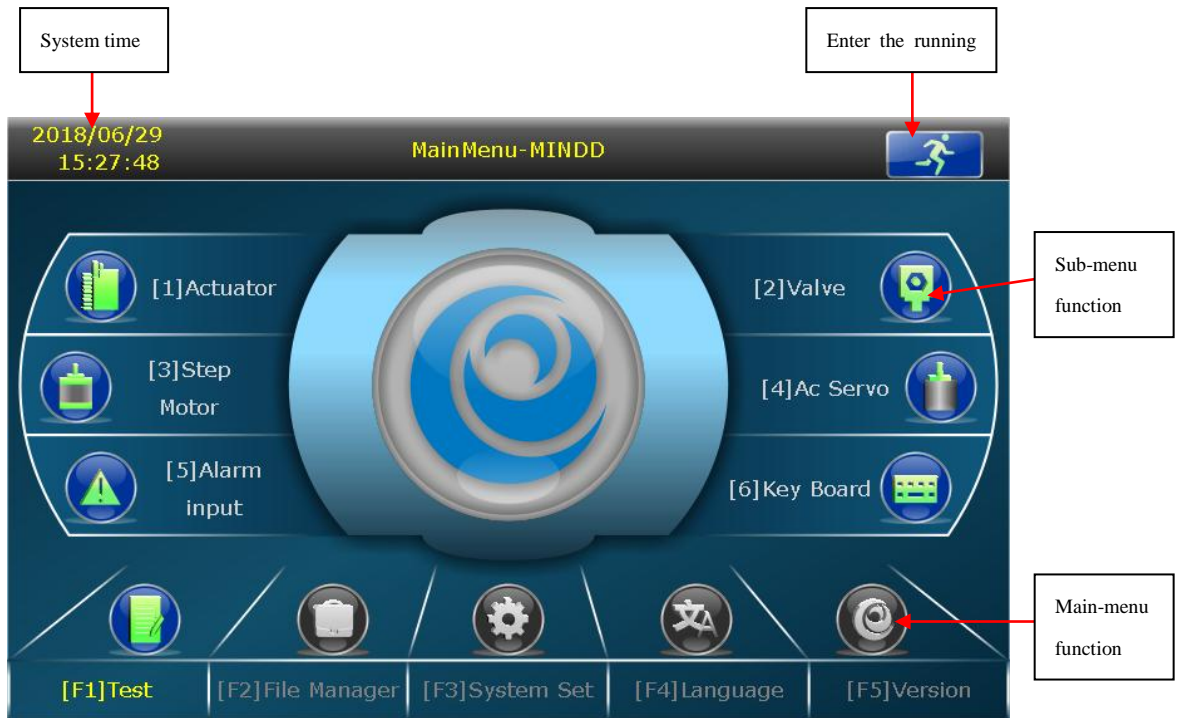 System time
Enter the running
2018/06/29
15:27:48
MainMenu-MINDD
[1]Actuator
[2]Valve
Sub-menu
function
[3]Step
Motor
[4]Ac Servo
[5]Alarm
input
[6]Key Board
文A
Main-menu
function
[F1]Test
[F2]File Manager
[F3]System Set
[F4]Language
[F5]Version